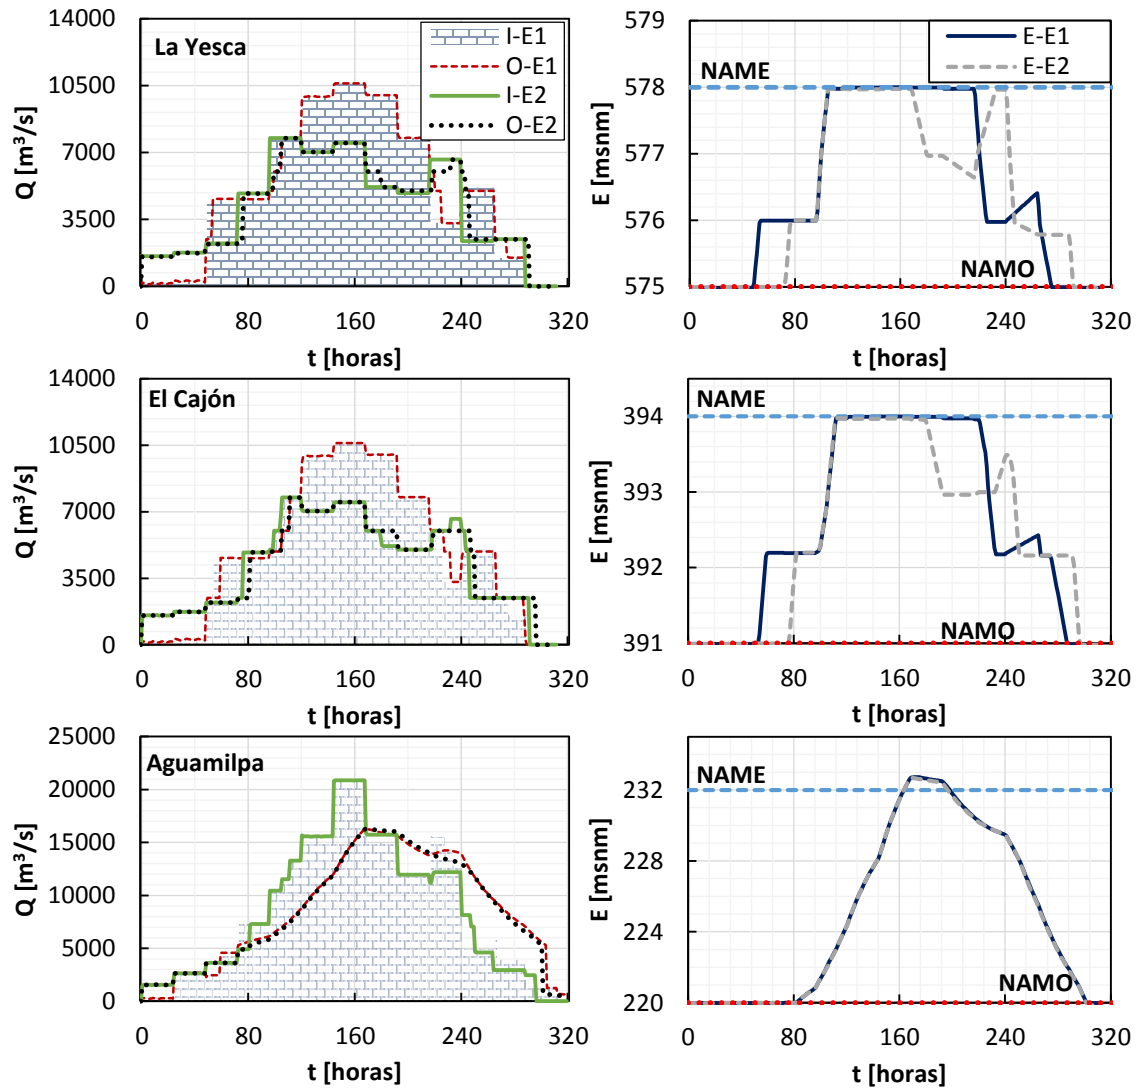 La Yesca
I-E1
O-E1
I-E2
O-E2
Q [m³/s]
14000
10500
7000
3500
0
0 80 160 240 320
t [horas]
NAME
E-E1
E-E2
NAMO
E [msnm]
579
578
577
576
575
0 80 160 240 320
t [horas]
El Cajón
Q [m³/s]
14000
10500
7000
3500
0
0 80 160 240 320
t [horas]
NAME
NAMO
E [msnm]
394
393
392
391
0 80 160 240 320
t [horas]
Aguamilpa
Q [m³/s]
25000
20000
15000
10000
5000
0
0 80 160 240 320
t [horas]
NAME
NAMO
E [msnm]
232
228
224
220
0 80 160 240 320
t [horas]